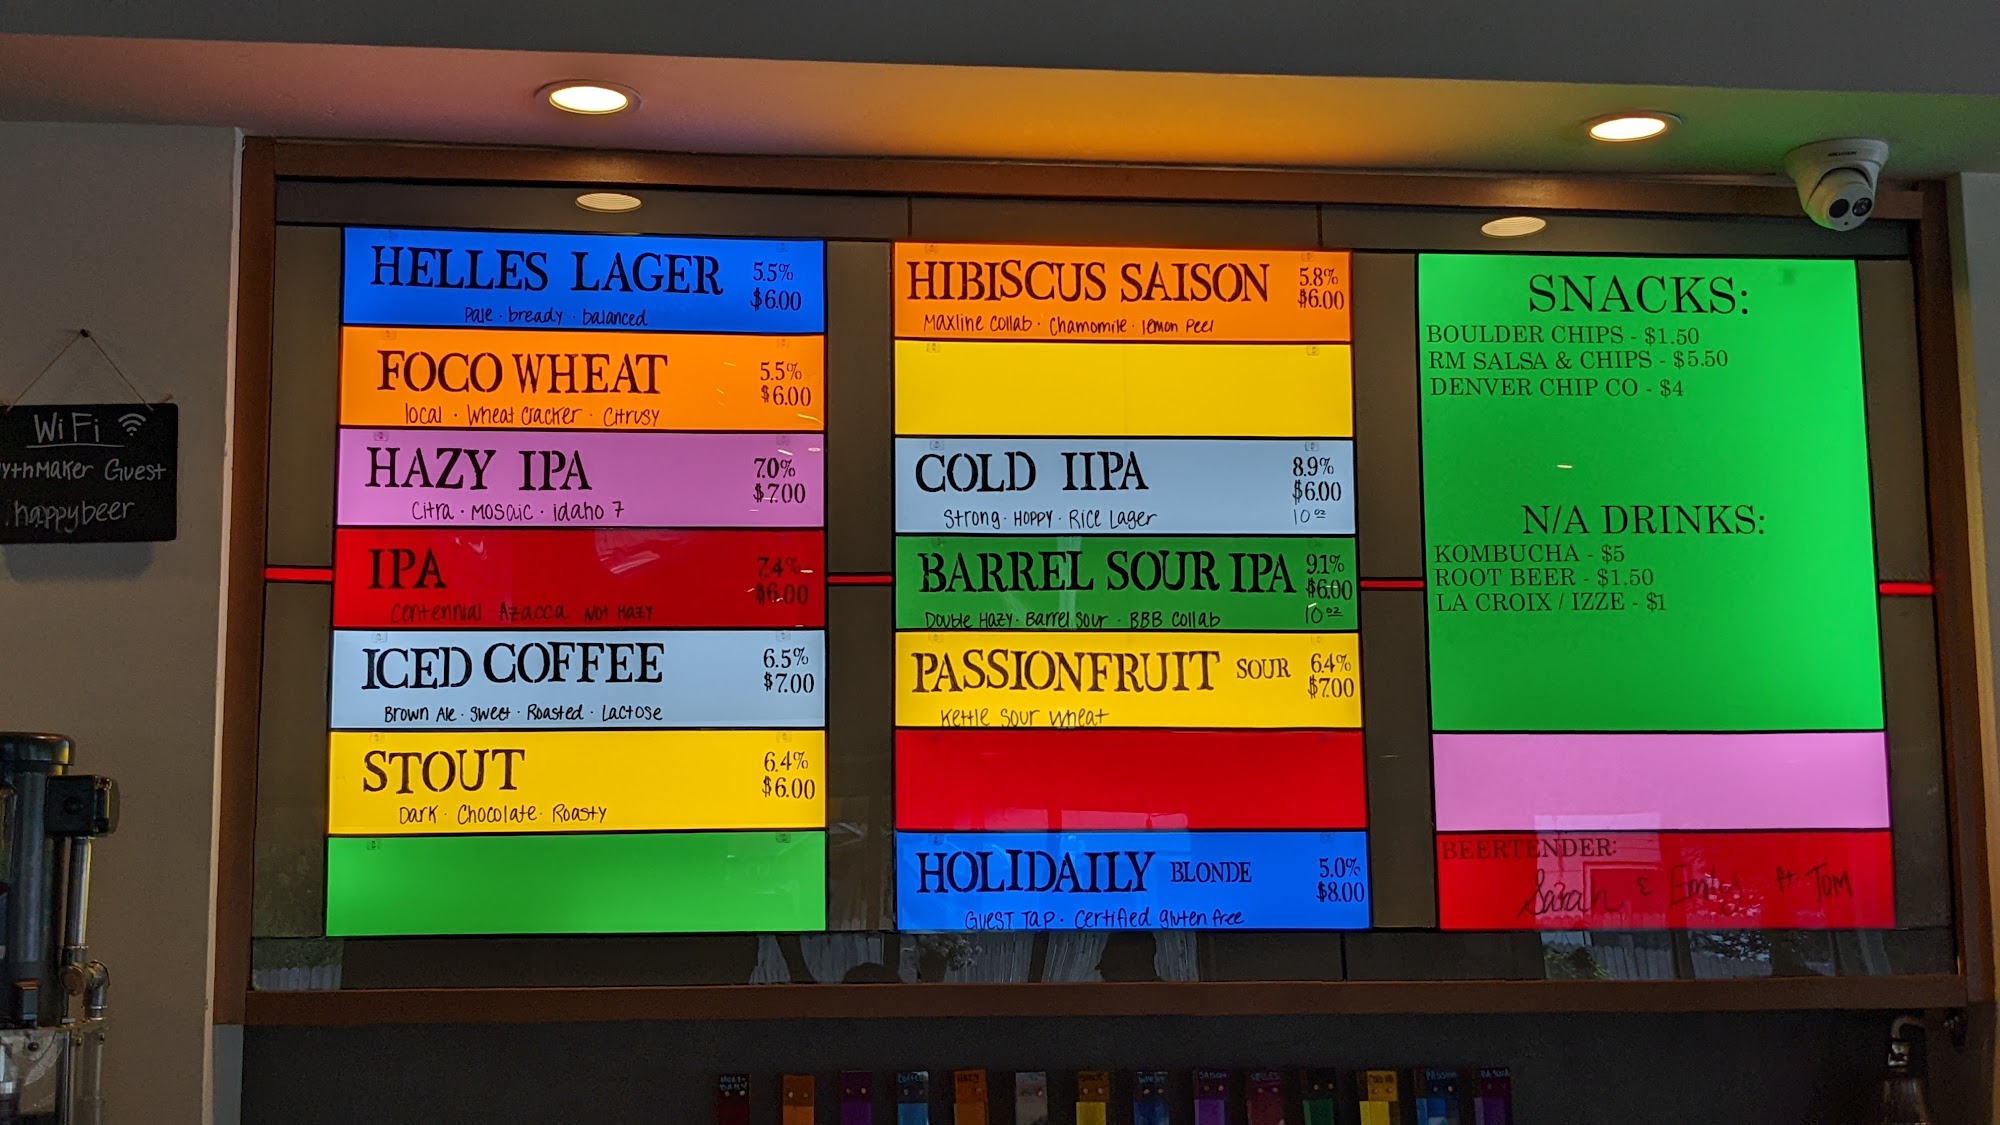 WiFi
ythMaker Guest
happybeer
HELLES LAGER 5.5%
$6.00
Pale · bready · balanced
FOCO WHEAT 5.5%
$6.00
local · Wheat Cracker · Citrusy
HAZY IPA 7.0%
$7.00
Citra · Mosaic · idaho 7
IPA 7.4%
$6.00
Centennial Azacca Not Hazy
ICED COFFEE 6.5%
$7.00
Brown Ale · Sweet · Roasted · Lactose
STOUT 6.4%
$6.00
Dark · Chocolate · Roasty
HIBISCUS SAISON 5.8%
$6.00
Maxline Collab · Chamomile · lemon Peel
COLD IIPA 8.9%
$6.00
Strong · HOPPY · Rice Lager 10 oz
BARREL SOUR IPA 9.1%
$6.00
Double Hazy · Barrel Sour · BBB Collab 10 oz
PASSIONFRUIT SOUR 6.4%
$7.00
Kettle Sour Wheat
HOLIDAILY BLONDE 5.0%
$8.00
GUEST TAP · Certified gluten free
SNACKS:
BOULDER CHIPS - $1.50
RM SALSA & CHIPS - $5.50
DENVER CHIP CO - $4
N/A DRINKS:
KOMBUCHA - $5
ROOT BEER - $1.50
LA CROIX / IZZE - $1
BEERTENDER:
Sarah & Emily ft. Tom